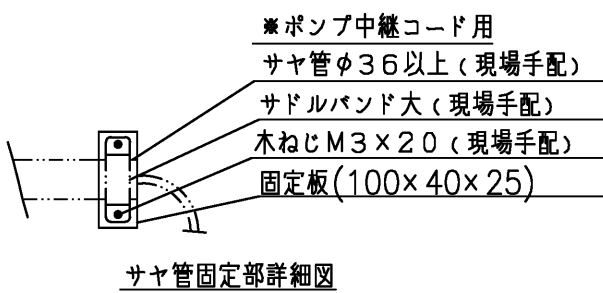 ※ポンプ中継コード用
サヤ管φ36以上(現場手配)
サドルバンド大(現場手配)
木ねじM3×20(現場手配)
固定板(100×40×25)
サヤ管固定部詳細図